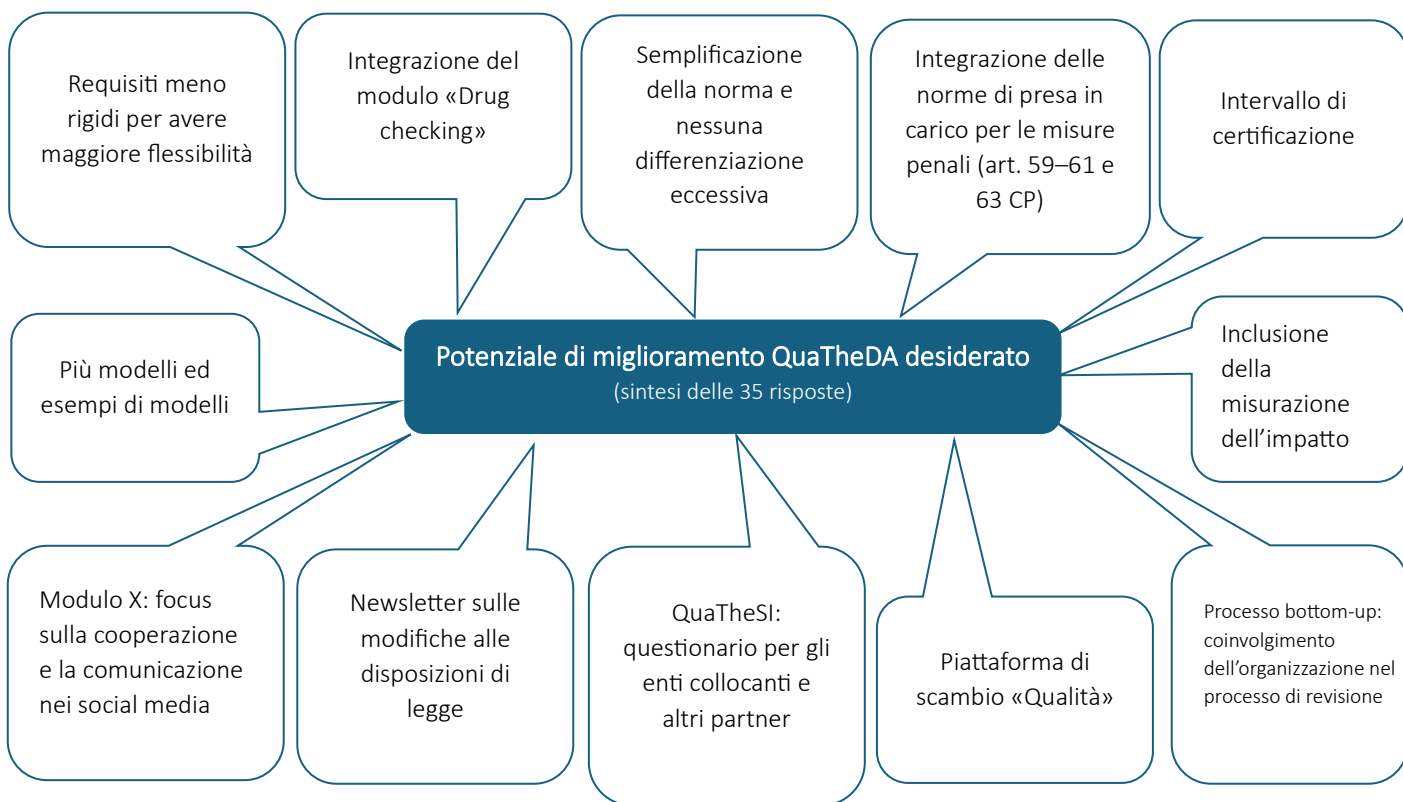 Requisiti meno
rigidi per avere
maggiore flessibilità
Integrazione del
modulo «Drug
checking»
Semplificazione
della norma e
nessuna
differenziazione
eccessiva
Integrazione delle
norme di presa in
carico per le misure
penali (art. 59–61 e
63 CP)
Intervallo di
certificazione
Più modelli ed
esempi di modelli
Potenziale di miglioramento QuaTheDA desiderato
(sintesi delle 35 risposte)
Inclusione
della
misurazione
dell’impatto
Modulo X: focus
sulla cooperazione
e la comunicazione
nei social media
Newsletter sulle
modifiche alle
disposizioni di
legge
QuaTheSI:
questionario per gli
enti collocanti e
altri partner
Piattaforma di
scambio «Qualità»
Processo bottom-up:
coinvolgimento
dell’organizzazione nel
processo di revisione